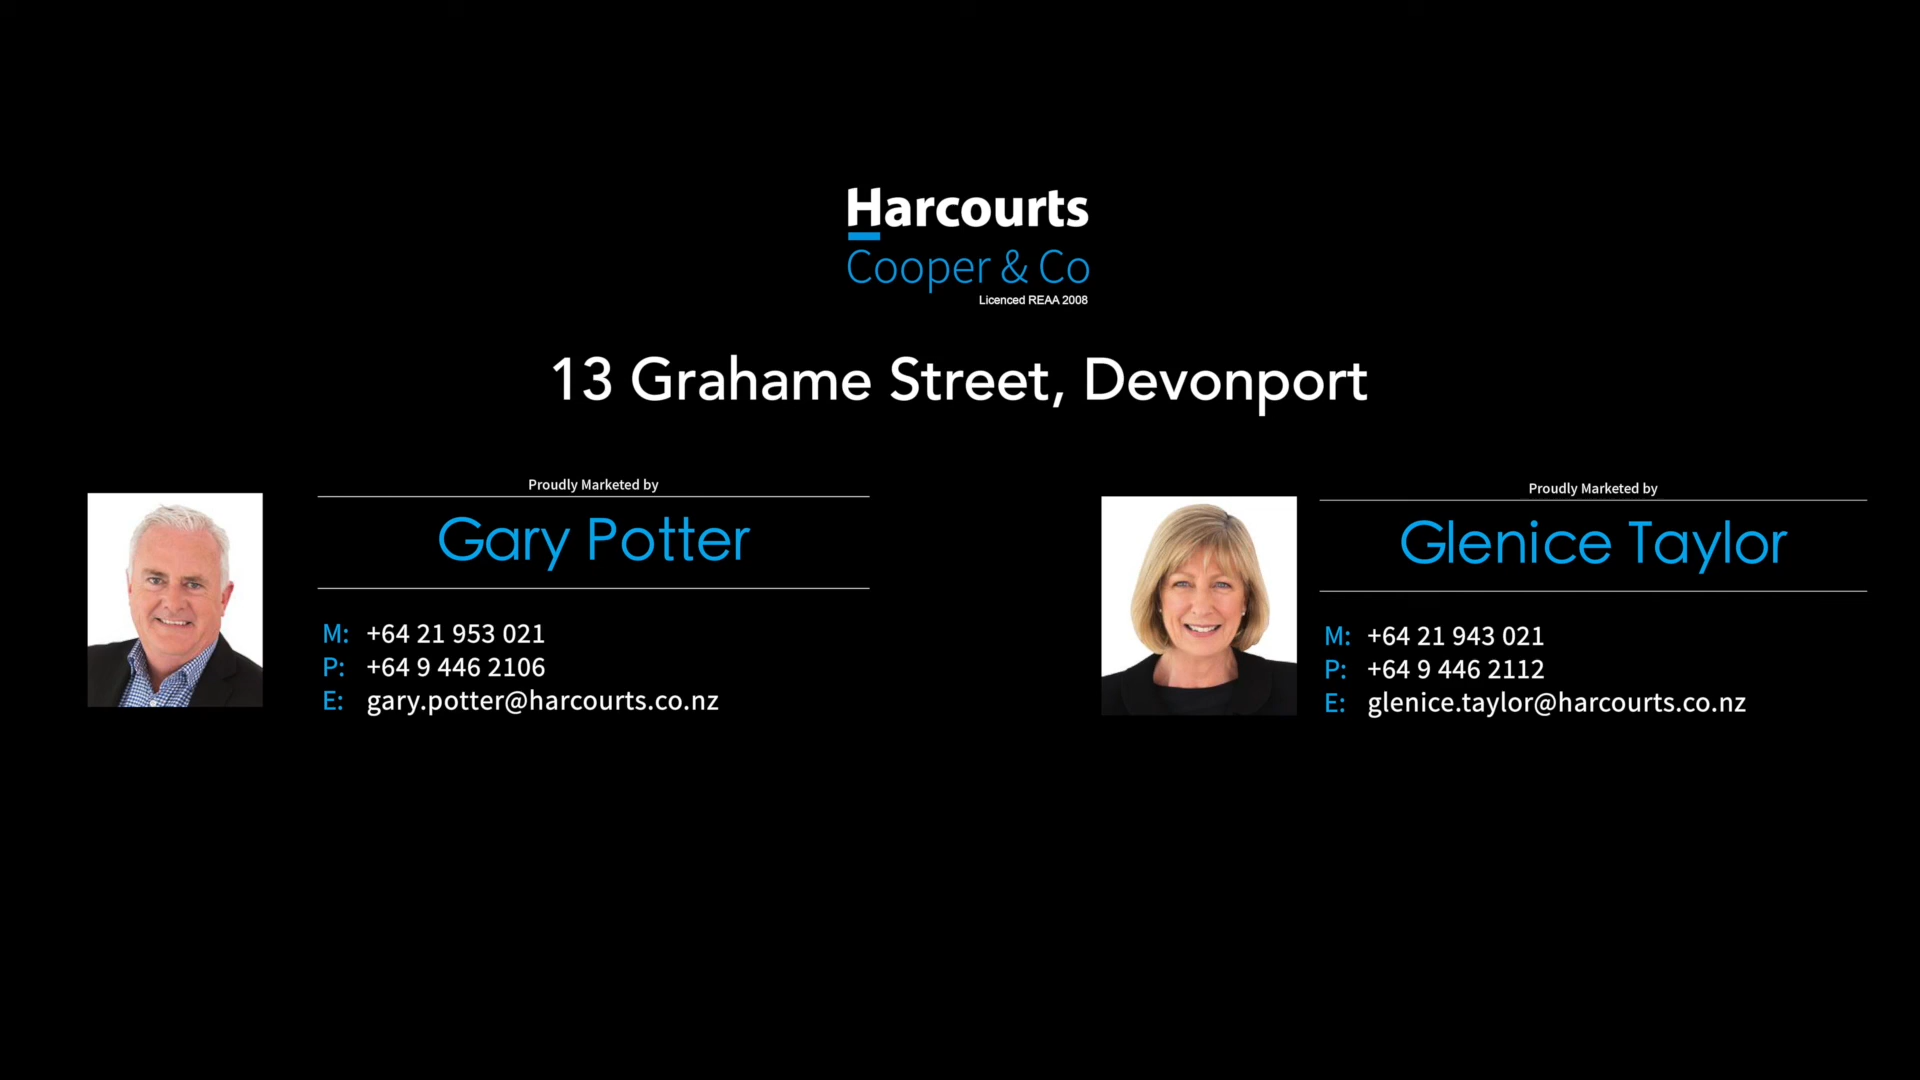 Harcourts
Cooper & Co
Licenced REAA 2008
13 Grahame Street, Devonport
Proudly Marketed by
Gary Potter
M: +64 21 953 021
P: +64 9 446 2106
E: gary.potter@harcourts.co.nz
Proudly Marketed by
Glenice Taylor
M: +64 21 943 021
P: +64 9 446 2112
E: glenice.taylor@harcourts.co.nz